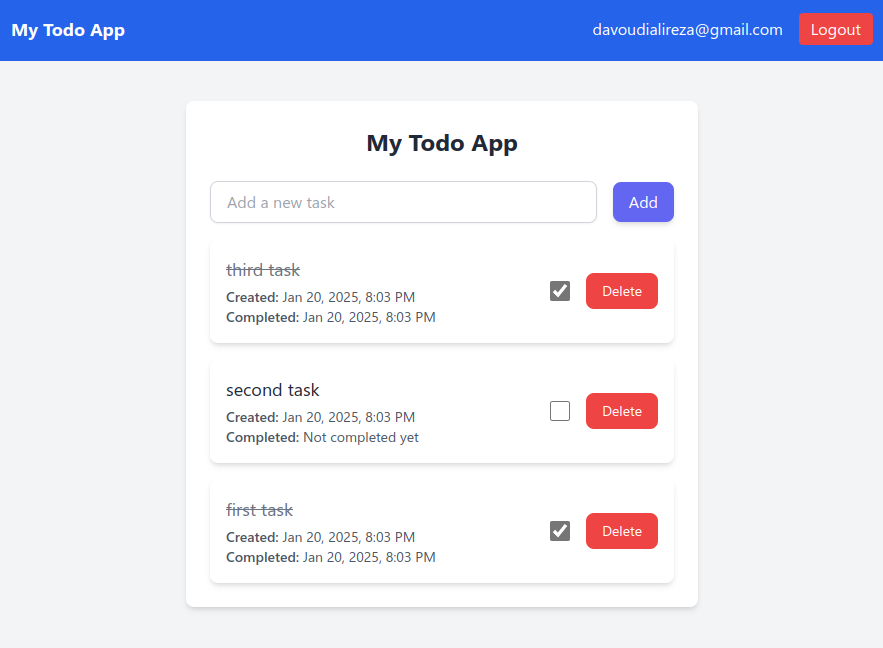 My Todo App
davoudialireza@gmail.com
Logout
My Todo App
Add a new task
Add
third task
Created: Jan 20, 2025, 8:03 PM
Completed: Jan 20, 2025, 8:03 PM
Delete
second task
Created: Jan 20, 2025, 8:03 PM
Completed: Not completed yet
Delete
first task
Created: Jan 20, 2025, 8:03 PM
Completed: Jan 20, 2025, 8:03 PM
Delete